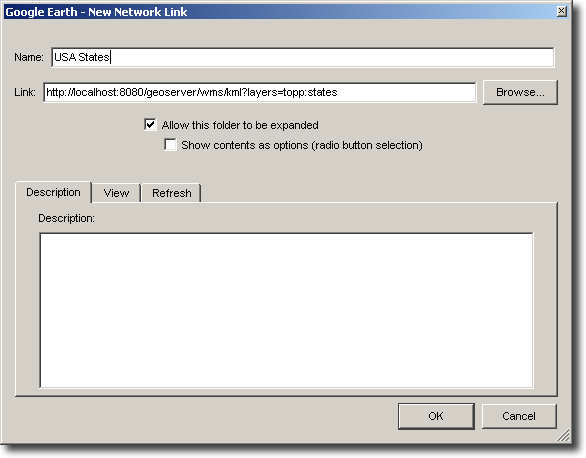 Google Earth - New Network Link
Name: USA States
Link: http://localhost:8080/geoserver/wms/kml?layers=topp:states Browse...
Allow this folder to be expanded
Show contents as options (radio button selection)
Description View Refresh
Description:
OK Cancel